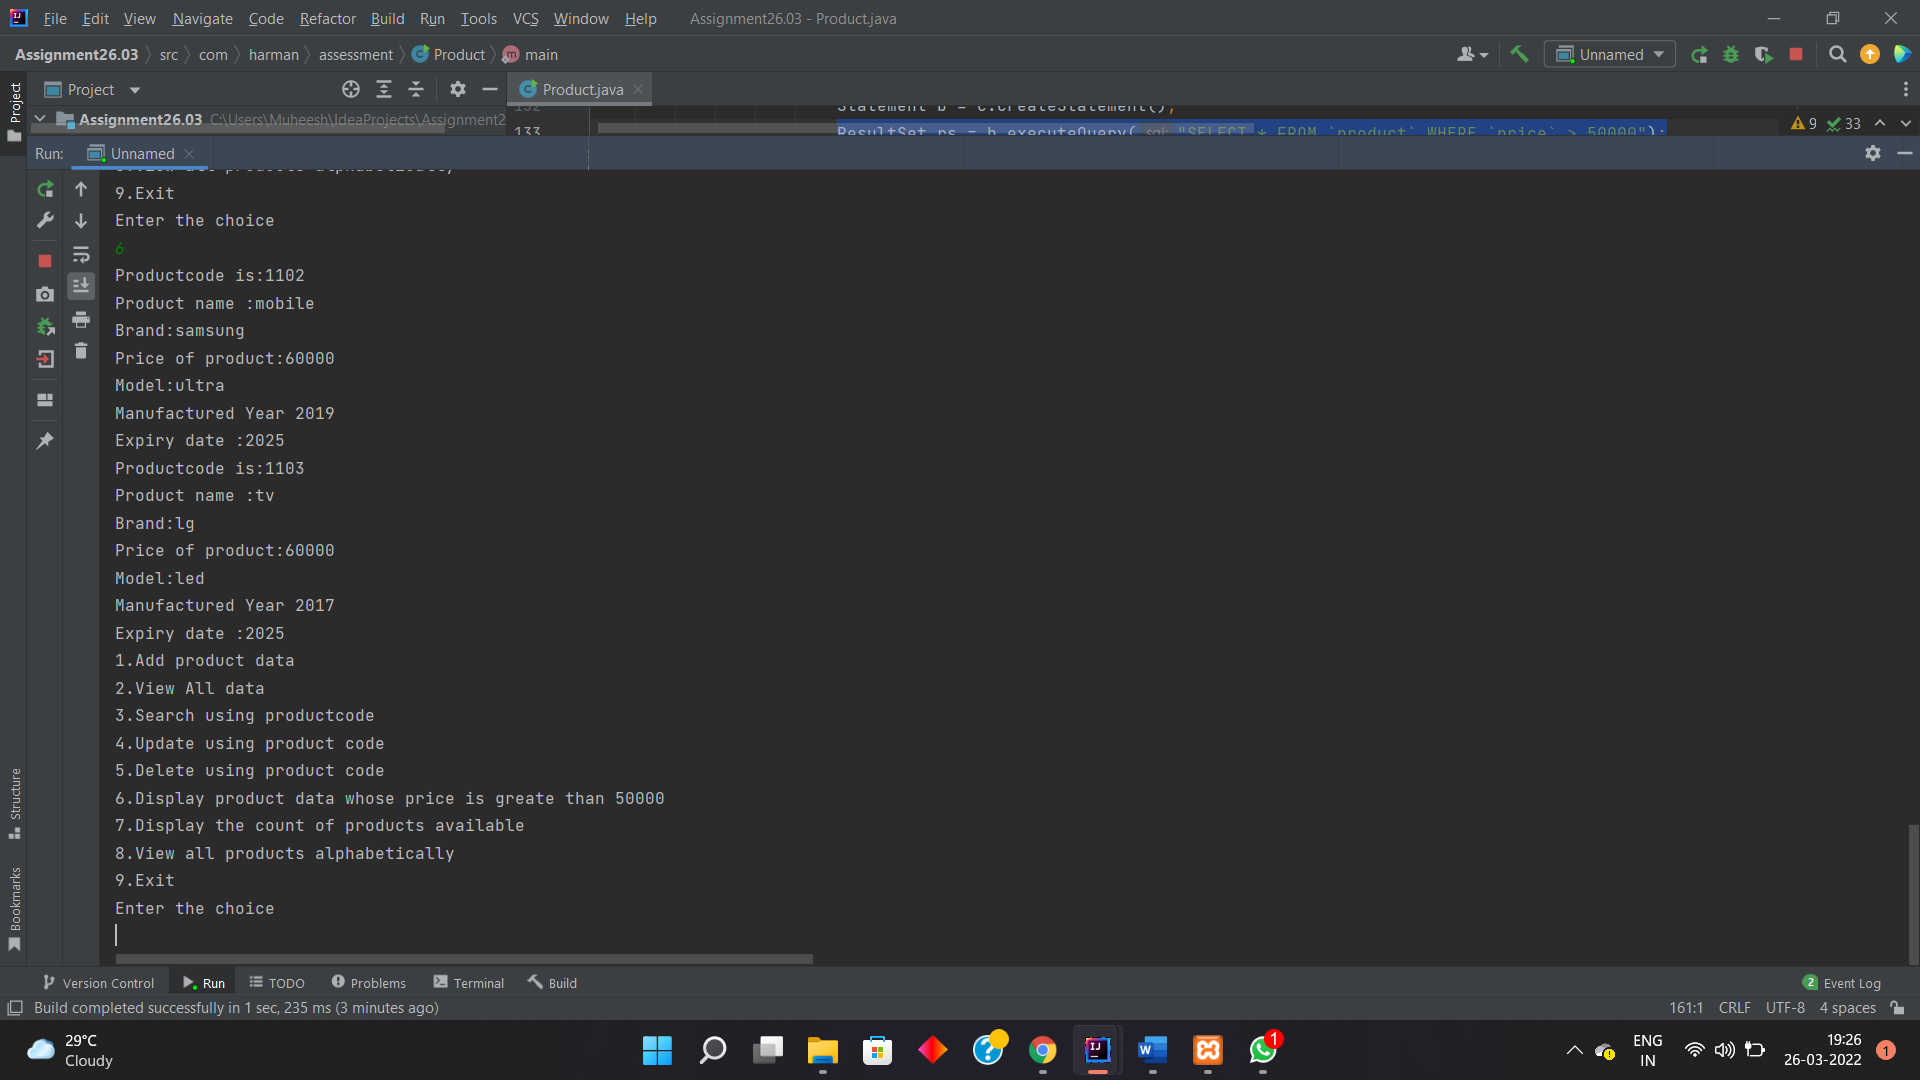 File Edit View Navigate Code Refactor Build Run Tools VCS Window Help Assignment26.03 - Product.java
Assignment26.03 src com harman assessment Product main
Unnamed
Project
Project
Product.java
Statement b = c.createStatement();
Assignment26.03 C:\Users\Muheesh\IdeaProjects\Assignment2
133 ResultSet rs = b.executeQuery( sql: "SELECT * FROM `product` WHERE `price` > 50000");
9 33
Run: Unnamed
9.Exit
Enter the choice
6
Productcode is:1102
Product name :mobile
Brand:samsung
Price of product:60000
Model:ultra
Manufactured Year 2019
Expiry date :2025
Productcode is:1103
Product name :tv
Brand:lg
Price of product:60000
Model:led
Manufactured Year 2017
Expiry date :2025
1.Add product data
2.View All data
3.Search using productcode
4.Update using product code
5.Delete using product code
6.Display product data whose price is greate than 50000
7.Display the count of products available
8.View all products alphabetically
9.Exit
Enter the choice
Structure
Bookmarks
Version Control Run TODO Problems Terminal Build 2 Event Log
Build completed successfully in 1 sec, 235 ms (3 minutes ago) 161:1 CRLF UTF-8 4 spaces
29°C
Cloudy
1
ENG
IN
19:26
26-03-2022
1